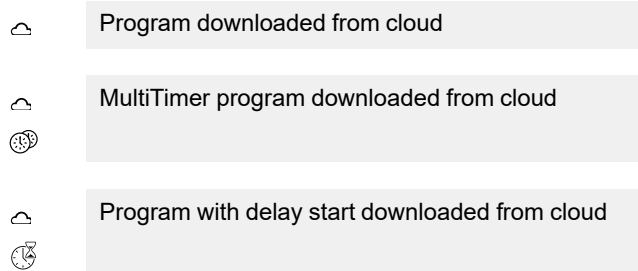 Program downloaded from cloud
MultiTimer program downloaded from cloud
Program with delay start downloaded from cloud